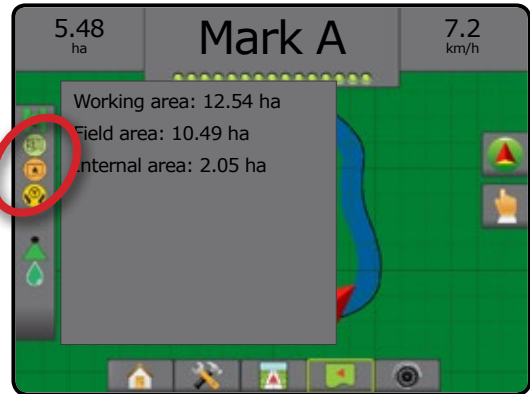 5.48
ha
Mark A
7.2
km/h
Working area: 12.54 ha
Field area: 10.49 ha
Internal area: 2.05 ha